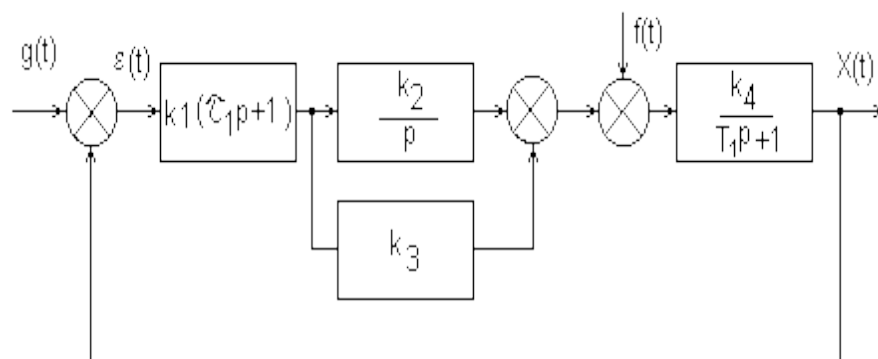 g(t)
ε(t)
k1(τ₁p+1)
k₂
p
f(t)
k₄
T₁p+1
X(t)
k₃